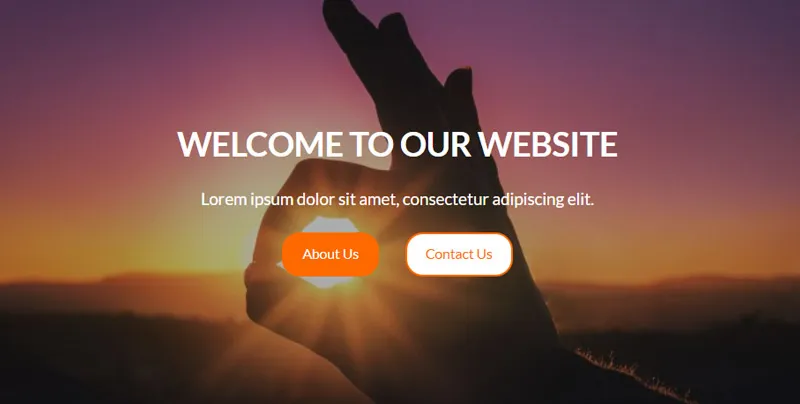 WELCOME TO OUR WEBSITE
Lorem ipsum dolor sit amet, consectetur adipiscing elit.
About Us
Contact Us